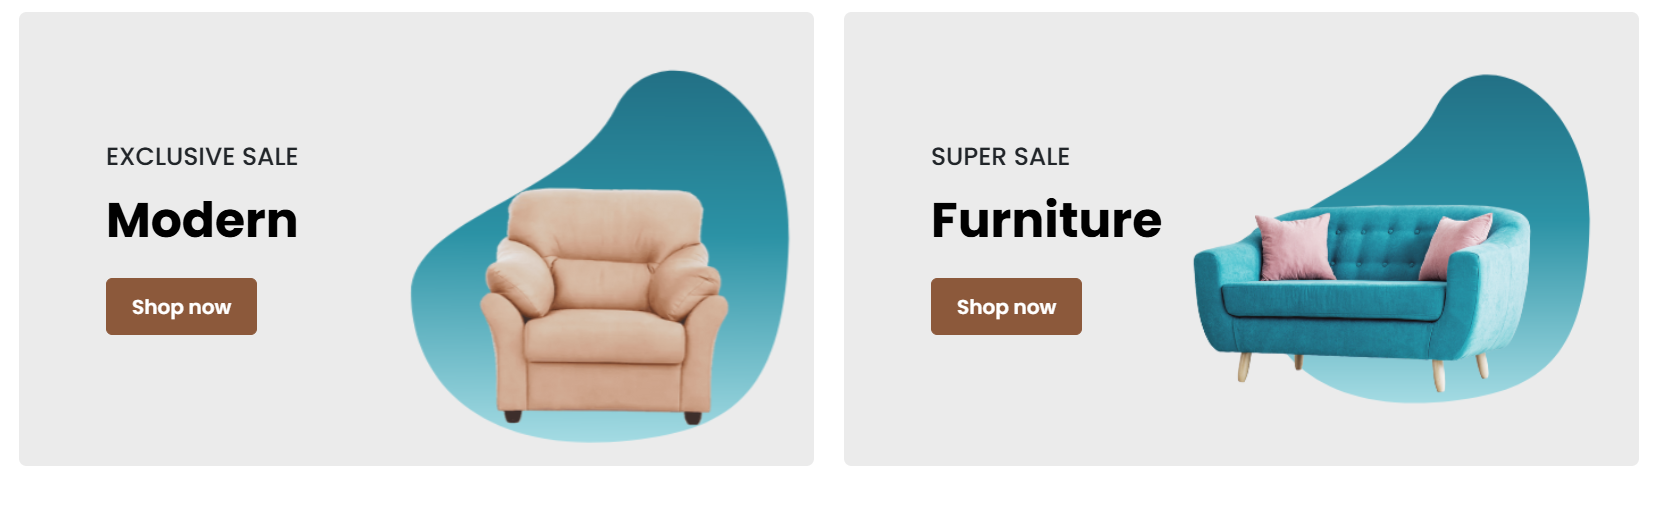 EXCLUSIVE SALE
Modern
Shop now
SUPER SALE
Furniture
Shop now